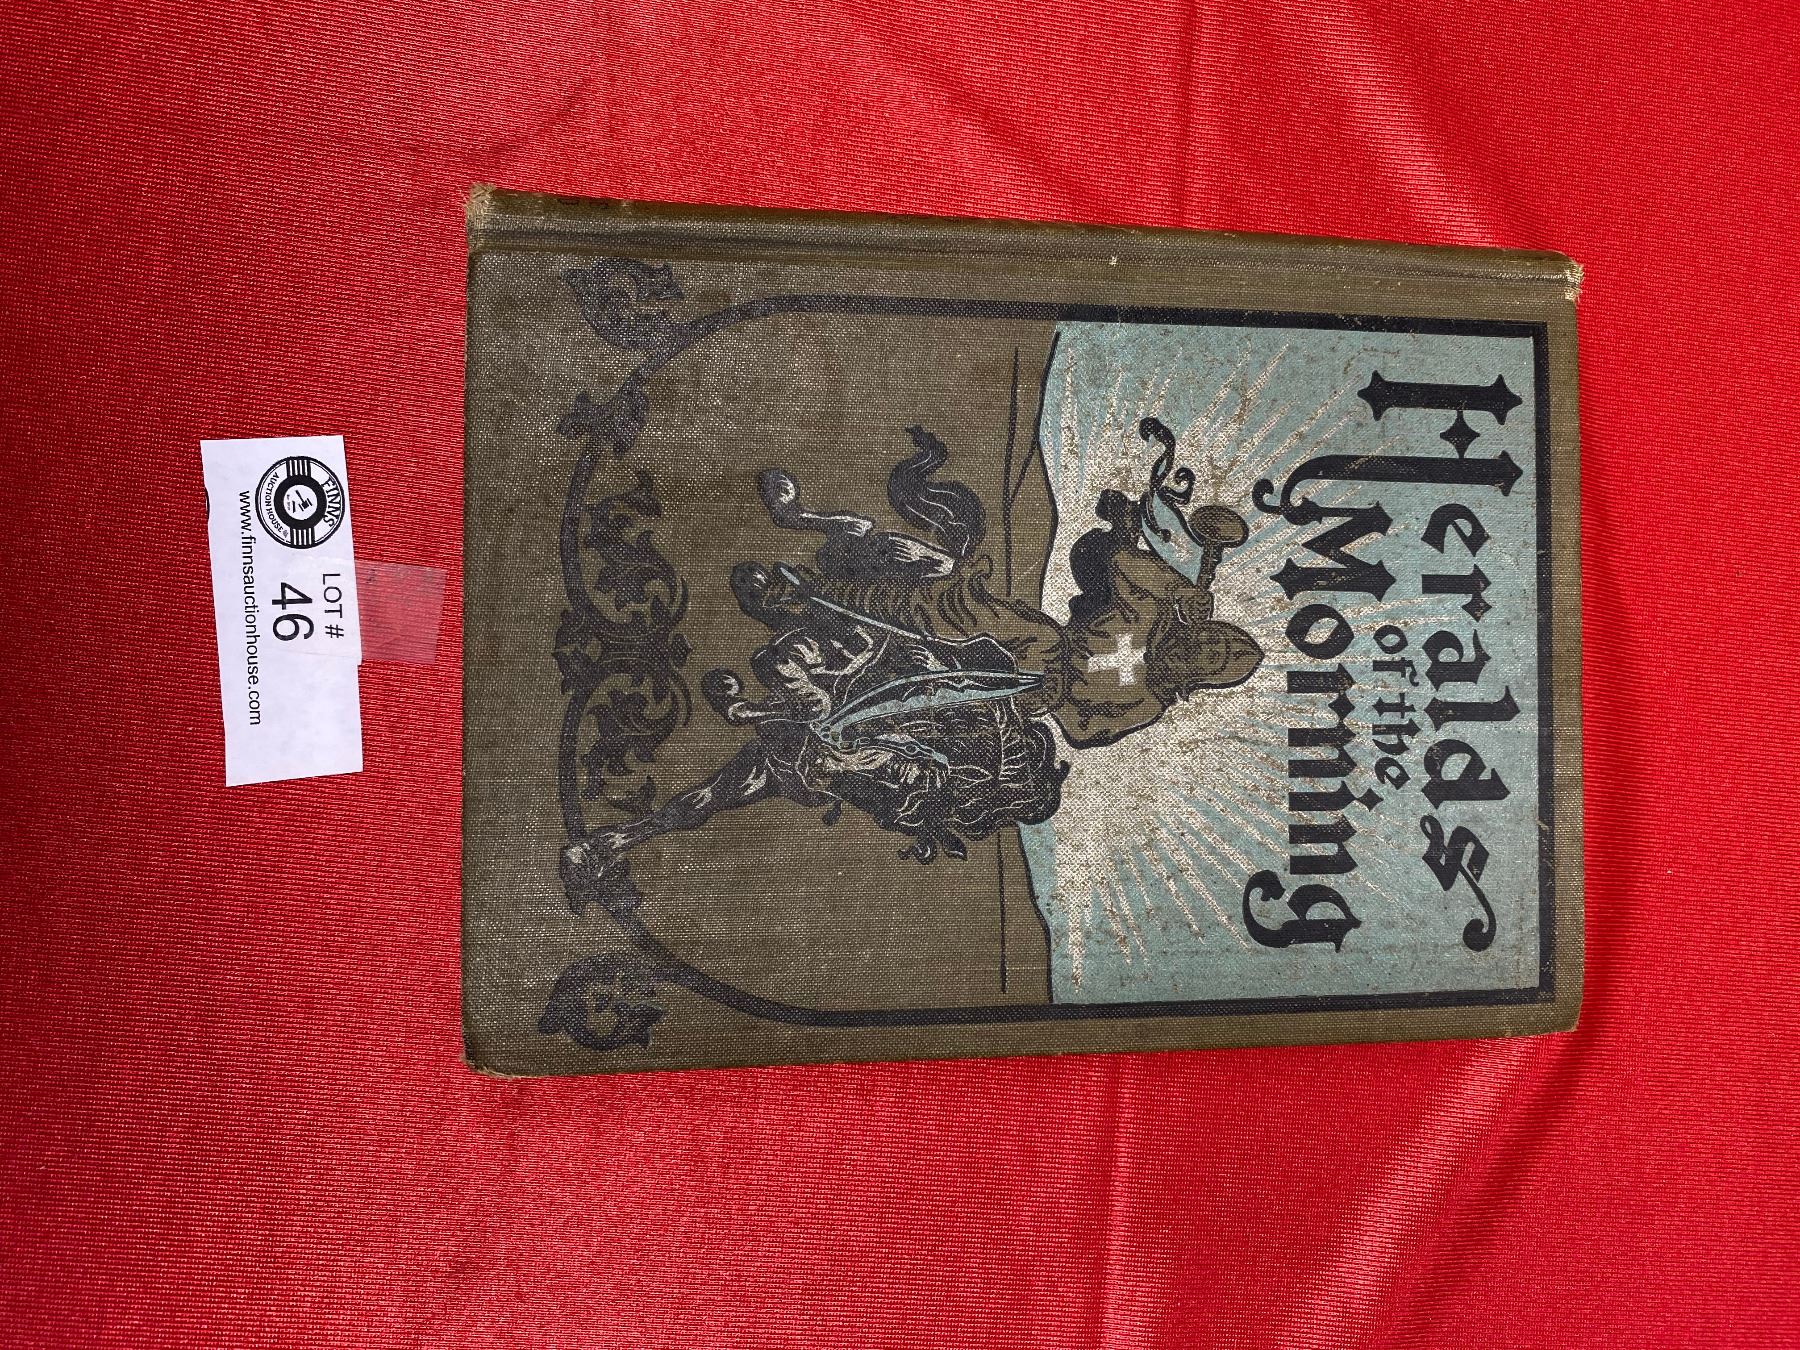 Heralds
of the
Morning
LOT #
46
FINNS
AUCTION HOUSE
www.finnsauctionhouse.com